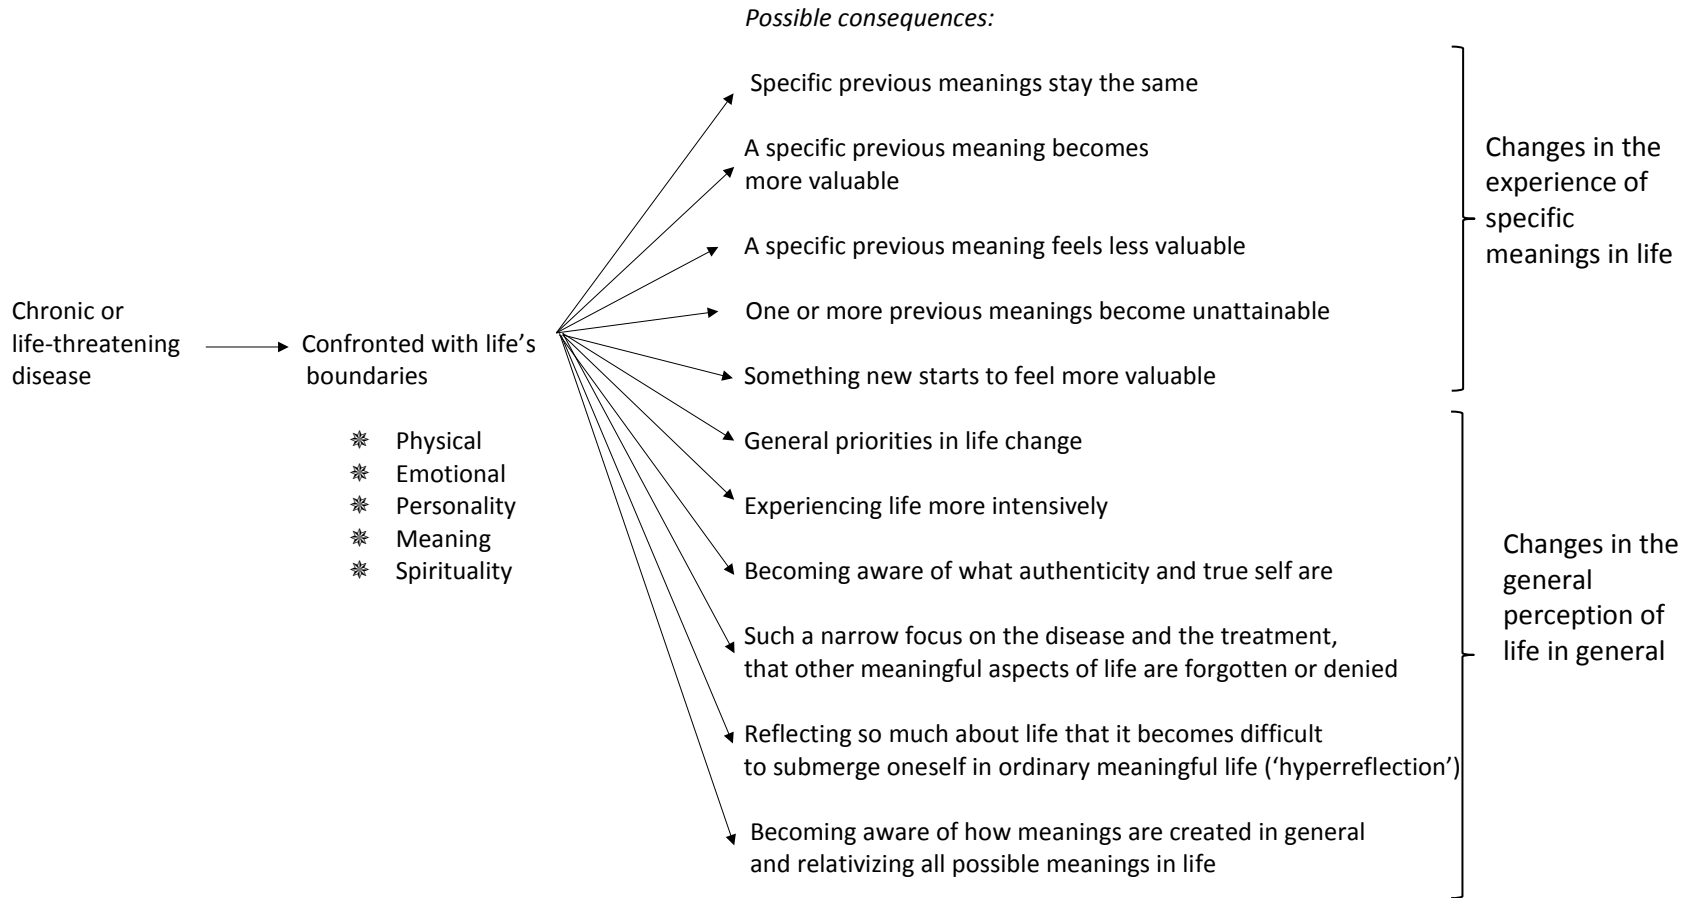 Possible consequences:
Chronic or
life-threatening
disease
Confronted with life’s
boundaries
✵ Physical
✵ Emotional
✵ Personality
✵ Meaning
✵ Spirituality
Specific previous meanings stay the same
A specific previous meaning becomes
more valuable
A specific previous meaning feels less valuable
One or more previous meanings become unattainable
Something new starts to feel more valuable
General priorities in life change
Experiencing life more intensively
Becoming aware of what authenticity and true self are
Such a narrow focus on the disease and the treatment,
that other meaningful aspects of life are forgotten or denied
Reflecting so much about life that it becomes difficult
to submerge oneself in ordinary meaningful life (‘hyperreflection’)
Becoming aware of how meanings are created in general
and relativizing all possible meanings in life
Changes in the
experience of
specific
meanings in life
Changes in the
general
perception of
life in general